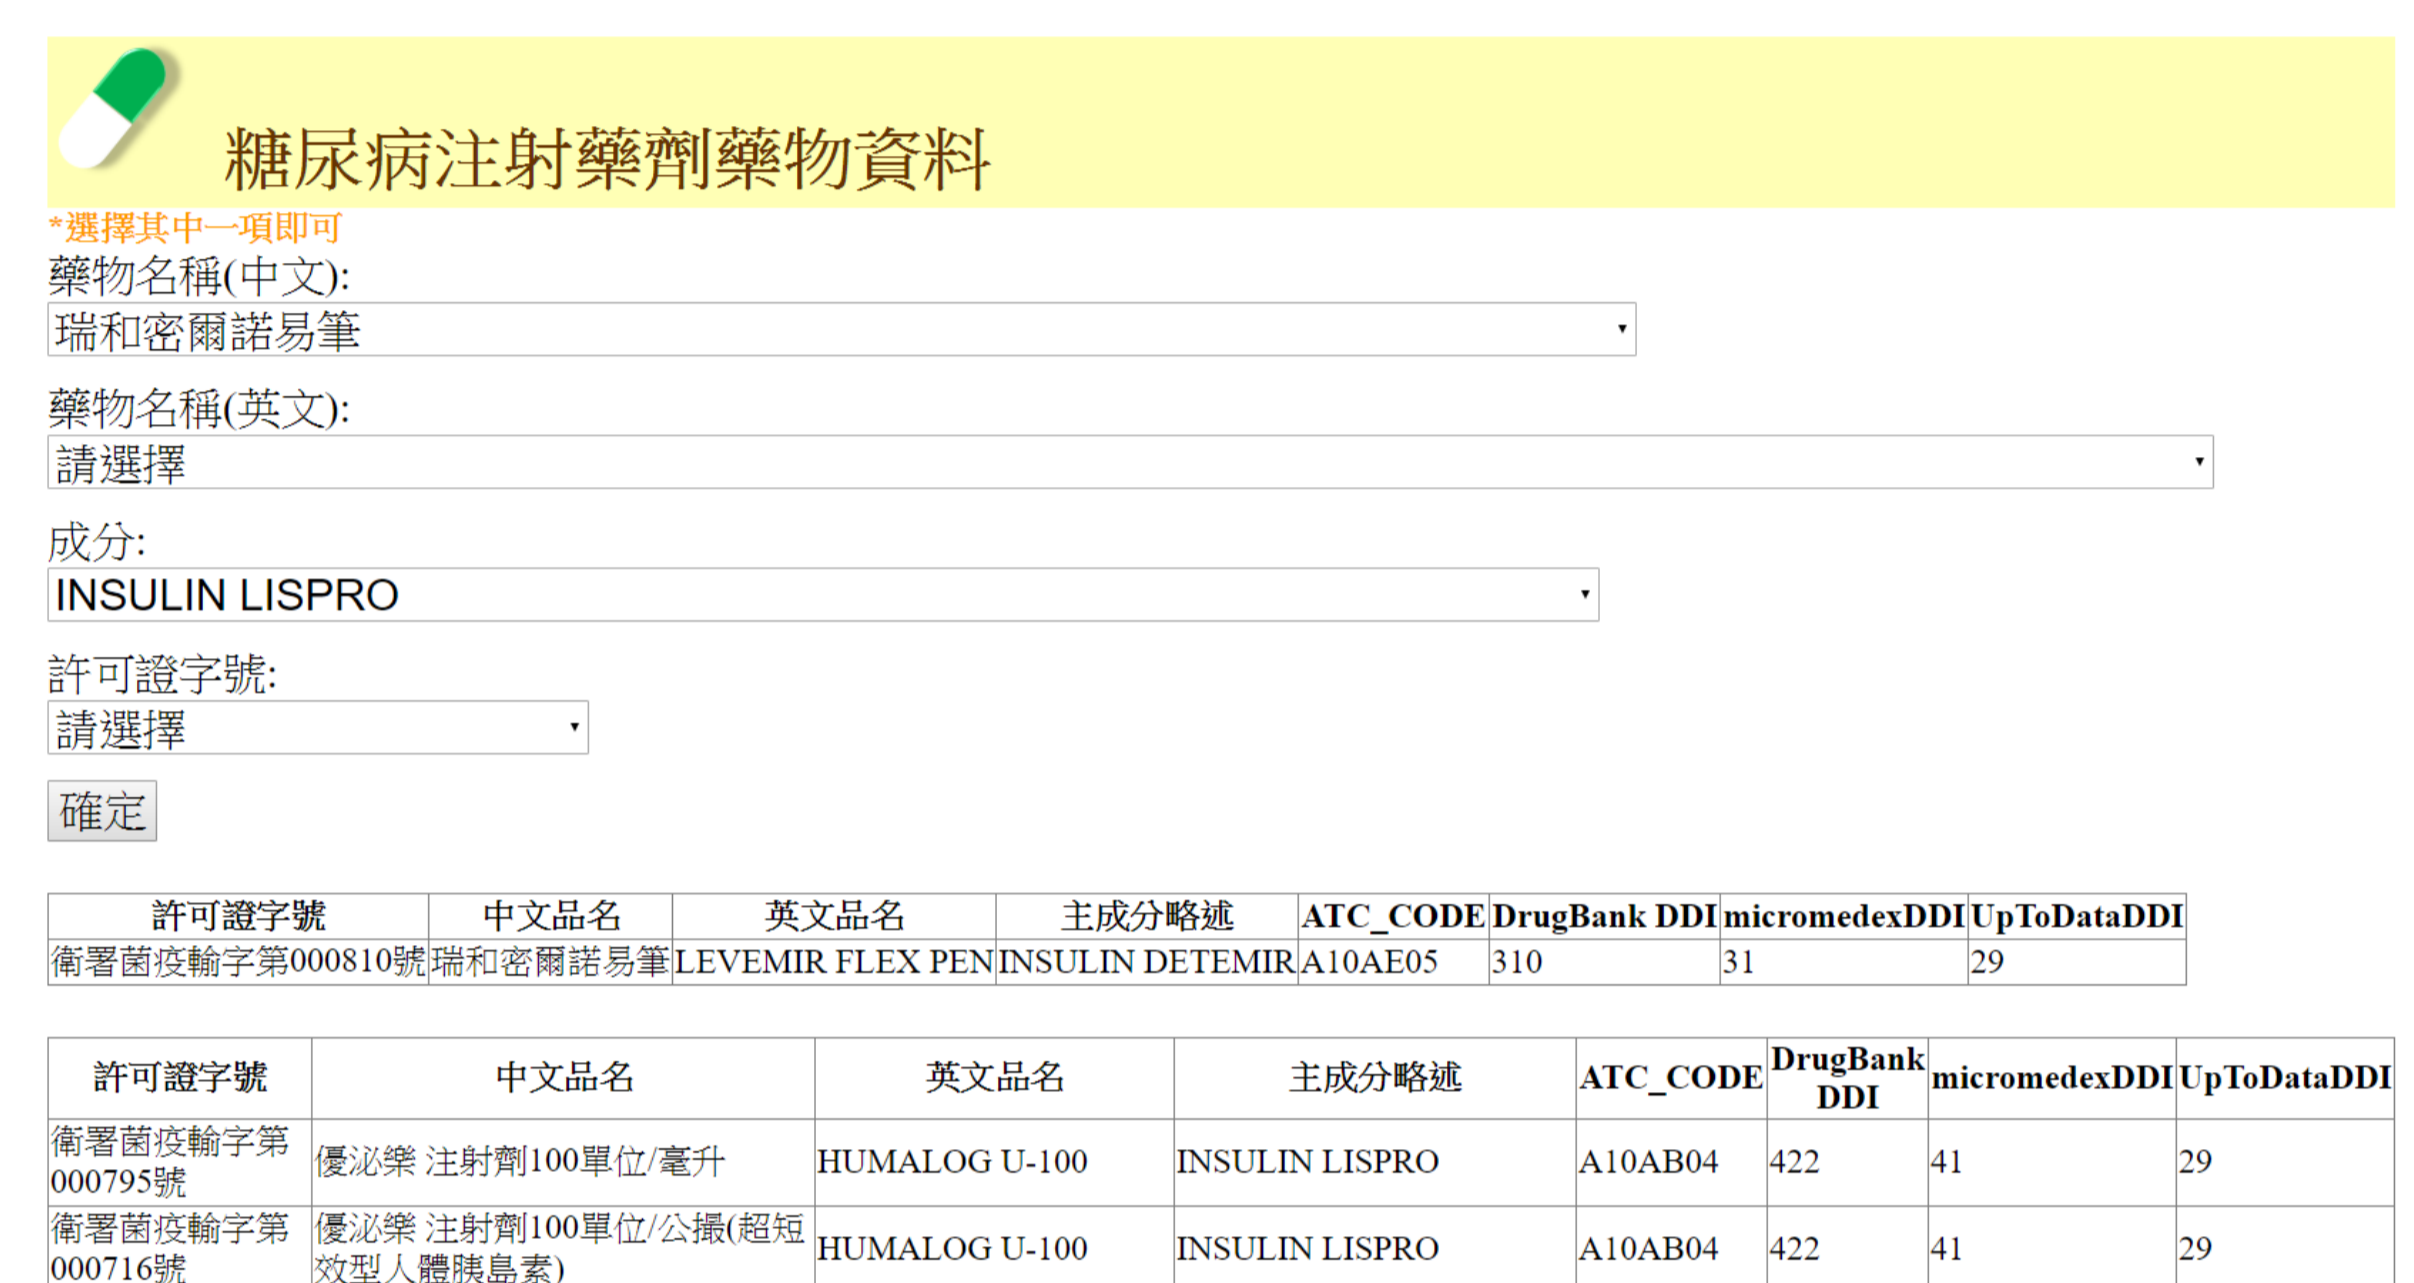 糖尿病注射藥劑藥物資料
*選擇其中一項即可
藥物名稱(中文):
瑞和密爾諾易筆
藥物名稱(英文):
請選擇
成分:
INSULIN LISPRO
許可證字號:
請選擇
確定
許可證字號 中文品名 英文品名 主成分略述 ATC_CODE DrugBank DDI micromedexDDI UpToDataDDI
衛署菌疫輸字第000810號 瑞和密爾諾易筆 LEVEMIR FLEX PEN INSULIN DETEMIR A10AE05 310 31 29
許可證字號 中文品名 英文品名 主成分略述 ATC_CODE DrugBank DDI micromedexDDI UpToDataDDI
衛署菌疫輸字第
000795號 優泌樂 注射劑100單位/毫升 HUMALOG U-100 INSULIN LISPRO A10AB04 422 41 29
衛署菌疫輸字第 優泌樂 注射劑100單位/公撮(超短
000716號 效型人體胰島素) HUMALOG U-100 INSULIN LISPRO A10AB04 422 41 29